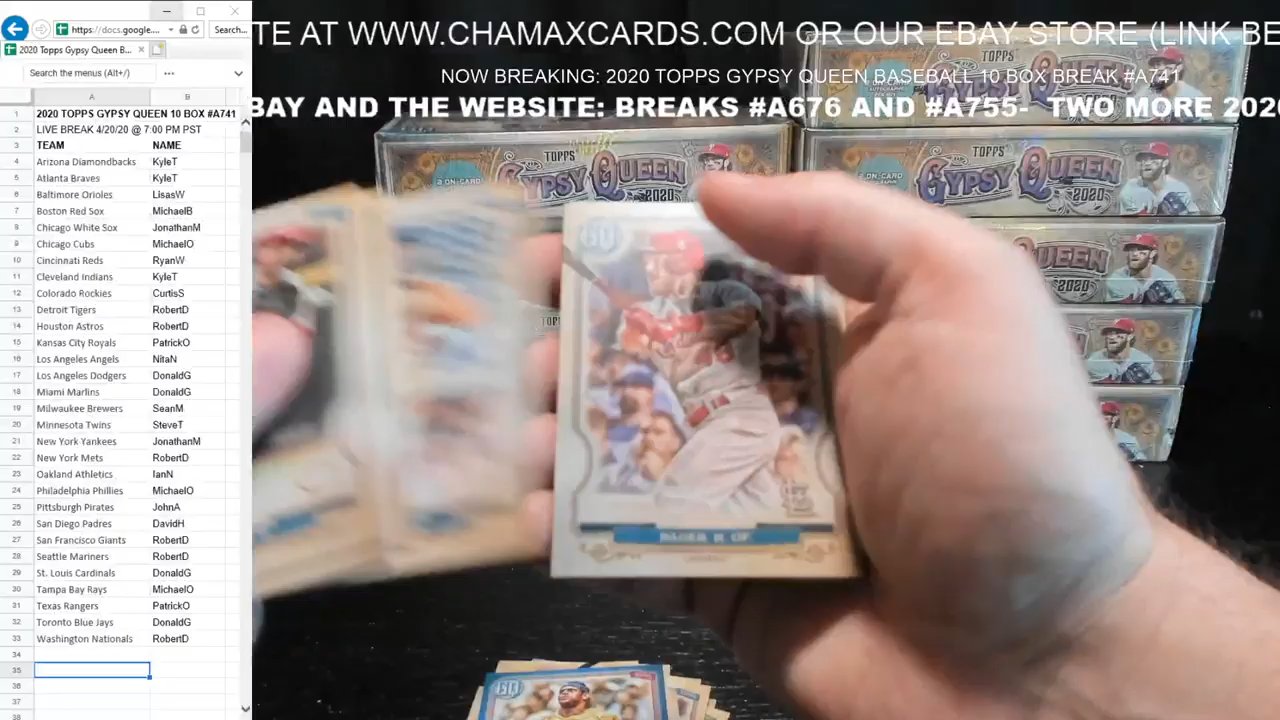 https://docs.google....
Search...
2020 Topps Gypsy Queen B...
Search the menus (Alt+/)
A B
1 2020 TOPPS GYPSY QUEEN 10 BOX #A741
2 LIVE BREAK 4/20/20 @ 7:00 PM PST
3 TEAM NAME
4 Arizona Diamondbacks KyleT
5 Atlanta Braves KyleT
6 Baltimore Orioles LisasW
7 Boston Red Sox MichaelB
8 Chicago White Sox JonathanM
9 Chicago Cubs MichaelO
10 Cincinnati Reds RyanW
11 Cleveland Indians KyleT
12 Colorado Rockies CurtisS
13 Detroit Tigers RobertD
14 Houston Astros RobertD
15 Kansas City Royals PatrickO
16 Los Angeles Angels NitaN
17 Los Angeles Dodgers DonaldG
18 Miami Marlins DonaldG
19 Milwaukee Brewers SeanM
20 Minnesota Twins SteveT
21 New York Yankees JonathanM
22 New York Mets RobertD
23 Oakland Athletics IanN
24 Philadelphia Phillies MichaelO
25 Pittsburgh Pirates JohnA
26 San Diego Padres DavidH
27 San Francisco Giants RobertD
28 Seattle Mariners RobertD
29 St. Louis Cardinals DonaldG
30 Tampa Bay Rays MichaelO
31 Texas Rangers PatrickO
32 Toronto Blue Jays DonaldG
33 Washington Nationals RobertD
34
35
36
37
38
TE AT WWW.CHAMAXCARDS.COM OR OUR EBAY STORE (LINK BE
NOW BREAKING: 2020 TOPPS GYPSY QUEEN BASEBALL 10 BOX BREAK #A741
BAY AND THE WEBSITE: BREAKS #A676 AND #A755- TWO MORE 202
TOPPS
GYPSY QUEEN
2020
TOPPS
GYPSY QUEEN
2020
QUEEN
2020
QUEEN
2020
GQ
BADER
GQ